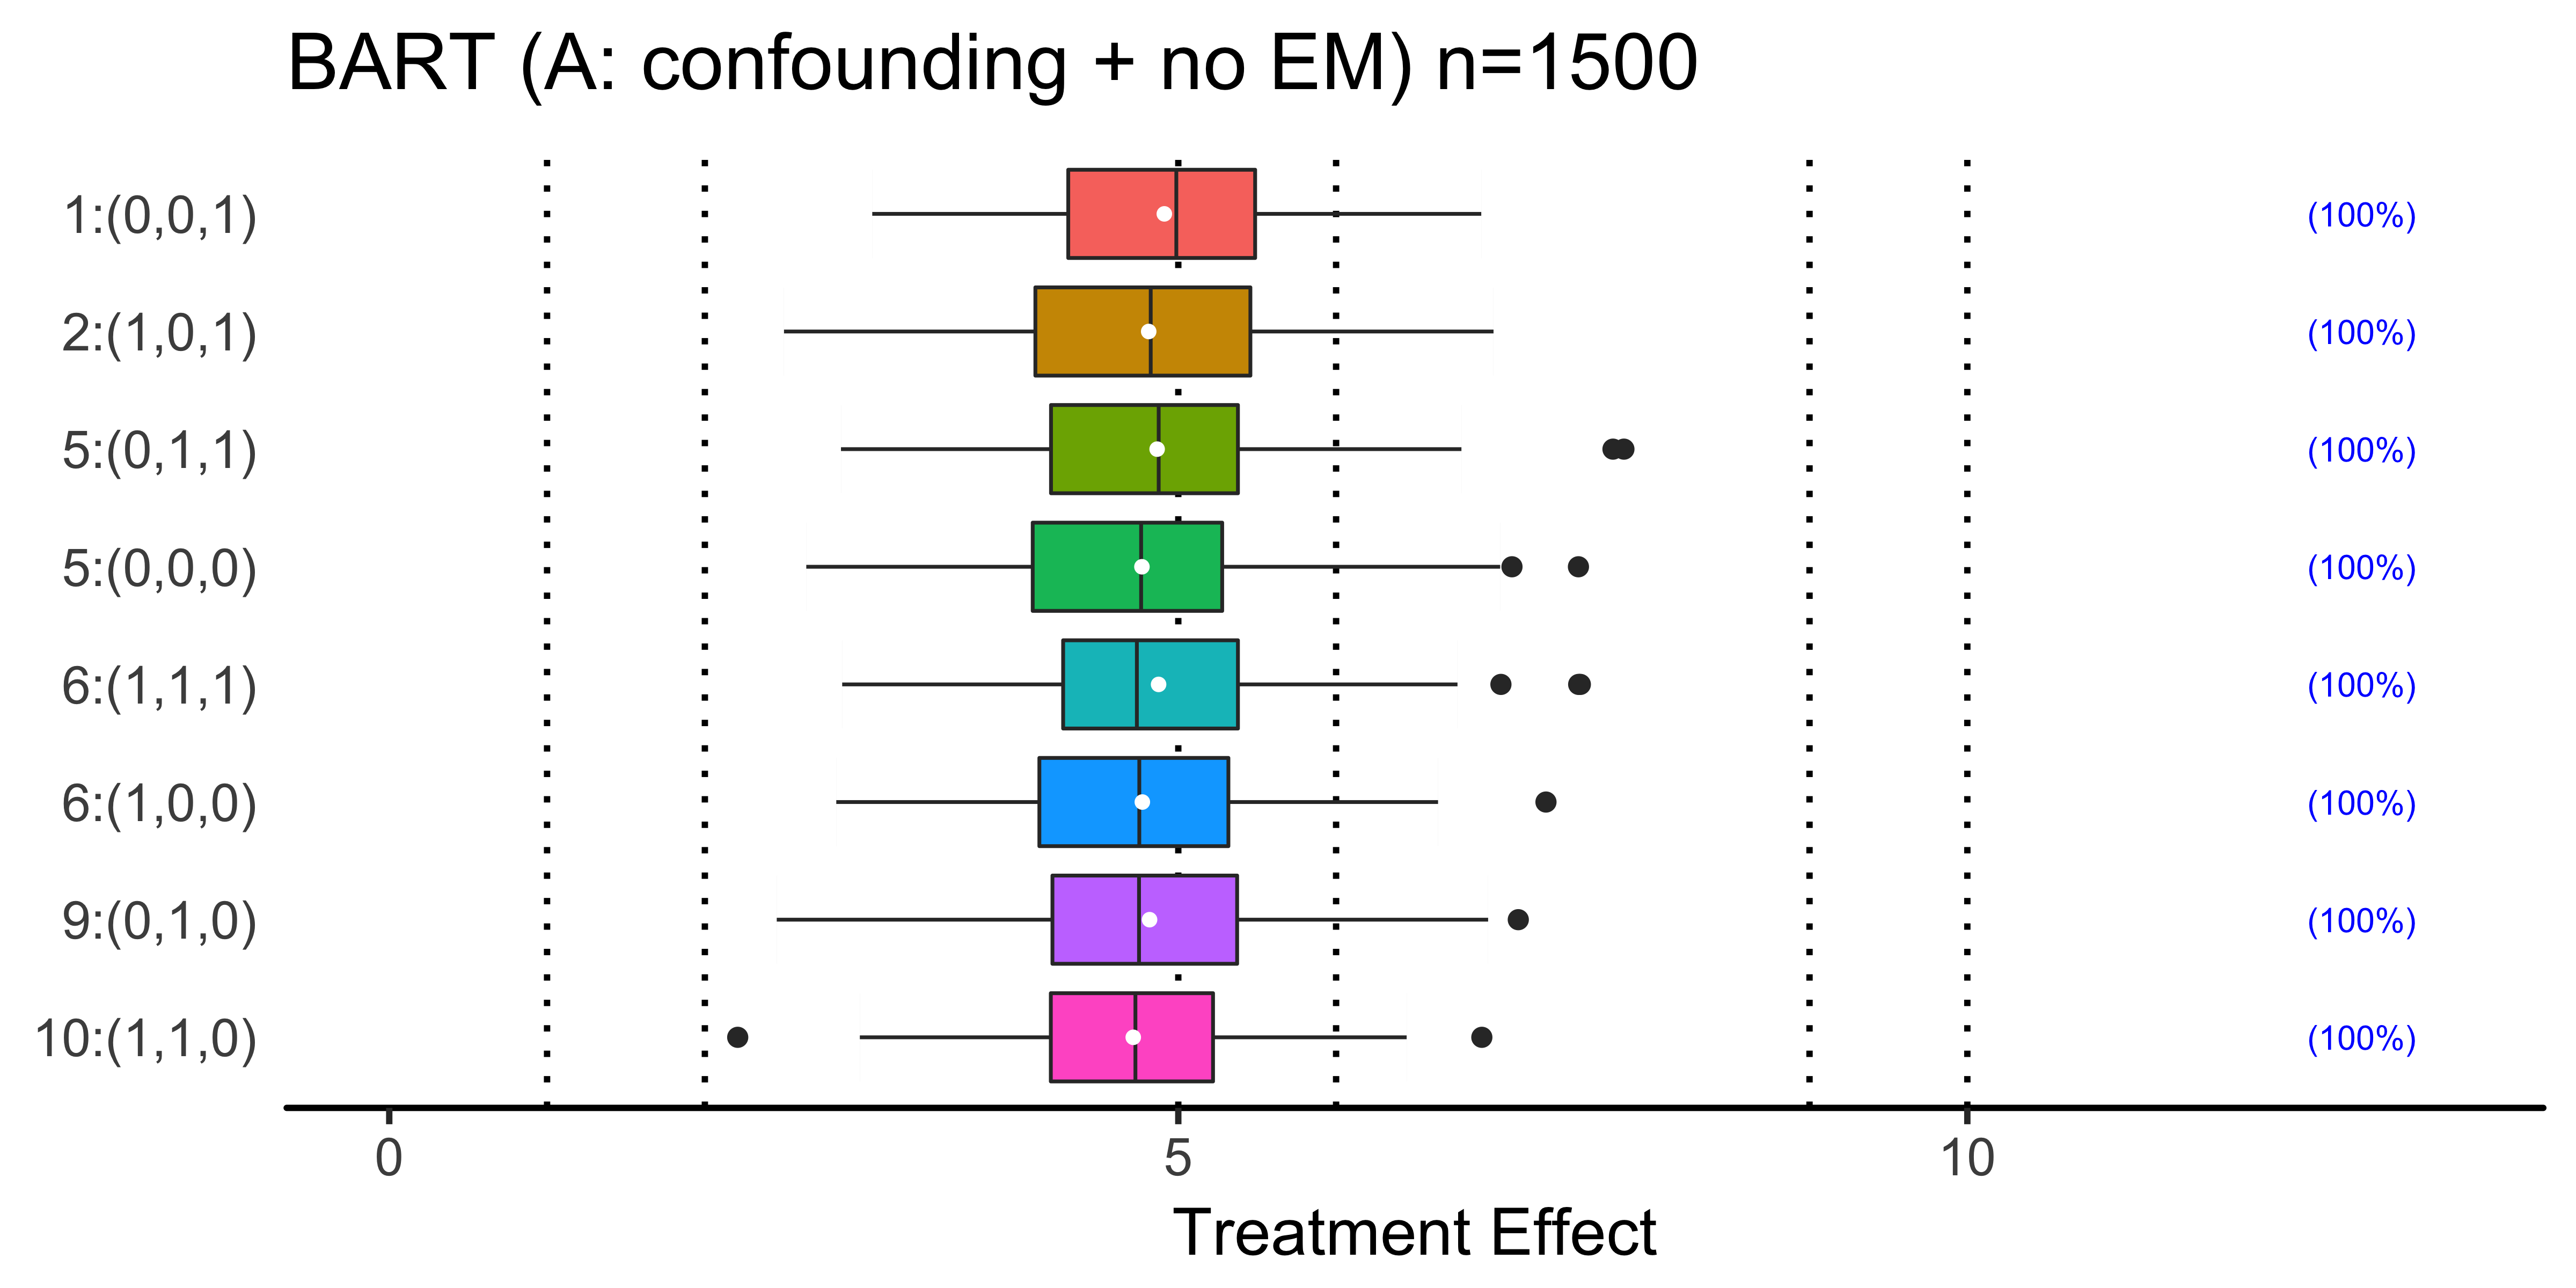 BART (A: confounding + no EM) n=1500
1:(0,0,1) (100%)
2:(1,0,1) (100%)
5:(0,1,1) (100%)
5:(0,0,0) (100%)
6:(1,1,1) (100%)
6:(1,0,0) (100%)
9:(0,1,0) (100%)
10:(1,1,0) (100%)
0 5 10
Treatment Effect